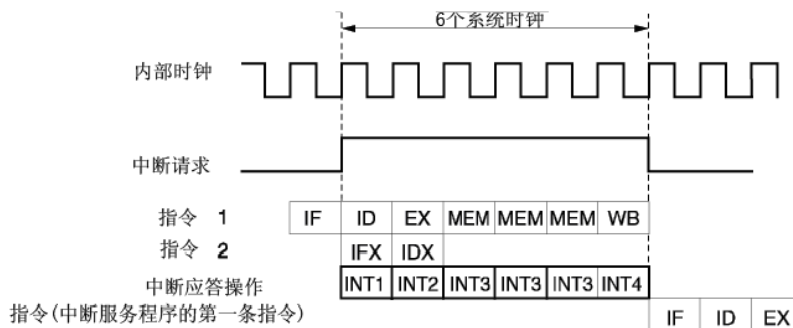 6个系统时钟
内部时钟
中断请求
指令 1 IF ID EX MEM MEM MEM WB
指令 2 IFX IDX
中断应答操作 INT1 INT2 INT3 INT3 INT3 INT4
指令(中断服务程序的第一条指令) IF ID EX